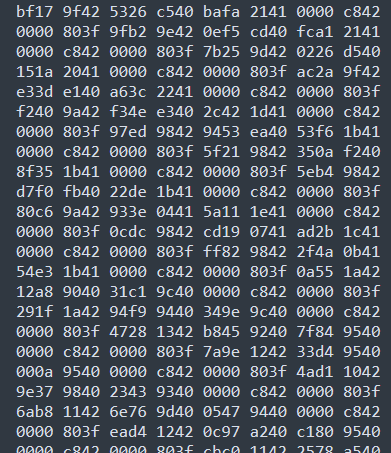 bf17 9f42 5326 c540 bafa 2141 0000 c842
0000 803f 9fb2 9e42 0ef5 cd40 fca1 2141
0000 c842 0000 803f 7b25 9d42 0226 d540
151a 2041 0000 c842 0000 803f ac2a 9f42
e33d e140 a63c 2241 0000 c842 0000 803f
f240 9a42 f34e e340 2c42 1d41 0000 c842
0000 803f 97ed 9842 9453 ea40 53f6 1b41
0000 c842 0000 803f 5f21 9842 350a f240
8f35 1b41 0000 c842 0000 803f 5eb4 9842
d7f0 fb40 22de 1b41 0000 c842 0000 803f
80c6 9a42 933e 0441 5a11 1e41 0000 c842
0000 803f 0cdc 9842 cd19 0741 ad2b 1c41
0000 c842 0000 803f ff82 9842 2f4a 0b41
54e3 1b41 0000 c842 0000 803f 0a55 1a42
12a8 9040 31c1 9c40 0000 c842 0000 803f
291f 1a42 94f9 9440 349e 9c40 0000 c842
0000 803f 4728 1342 b845 9240 7f84 9540
0000 c842 0000 803f 7a9e 1242 33d4 9540
000a 9540 0000 c842 0000 803f 4ad1 1042
9e37 9840 2343 9340 0000 c842 0000 803f
6ab8 1142 6e76 9d40 0547 9440 0000 c842
0000 803f ead4 1242 0c97 a240 c180 9540
0000 c842 0000 803f cbc0 1142 2578 a540